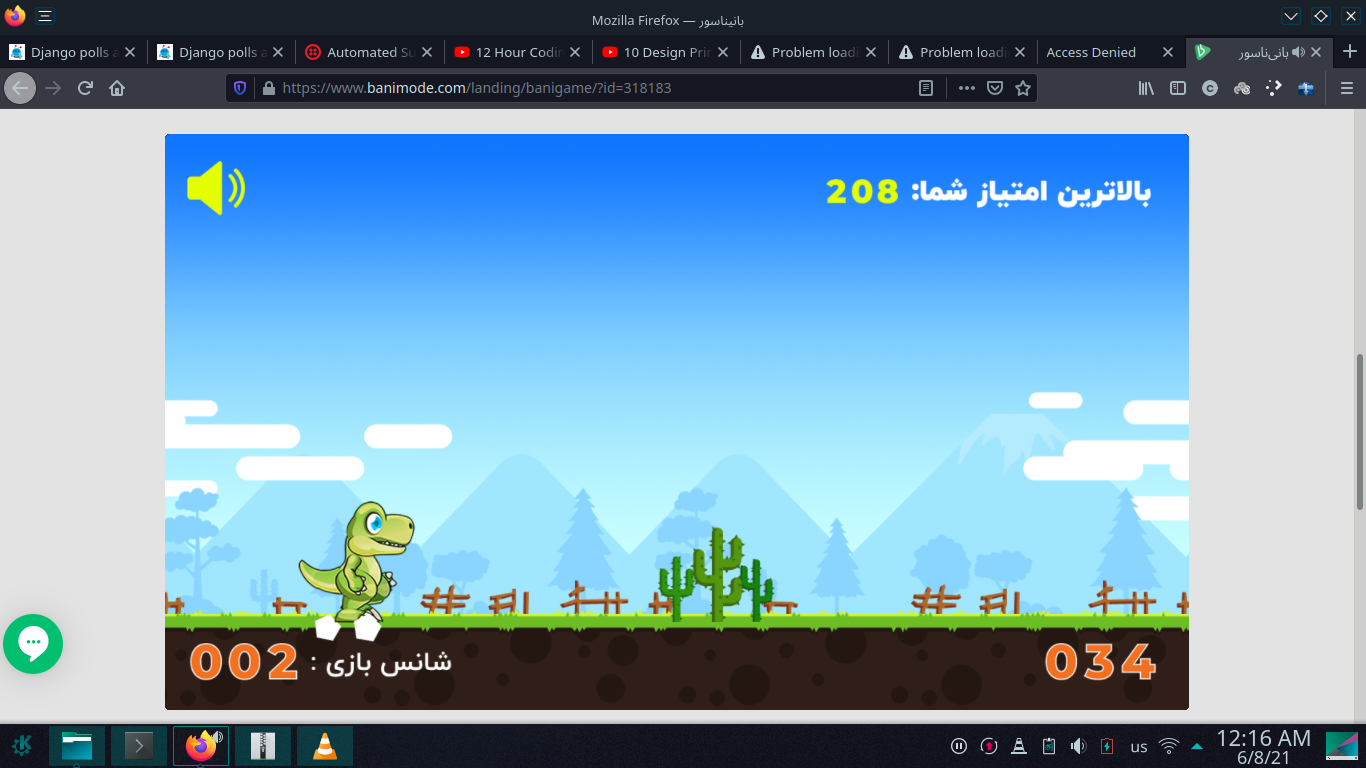 بانیناسور — Mozilla Firefox
Django polls a
Django polls a
Automated Su
12 Hour Codin
10 Design Prin
Problem loadi
Problem loadi
Access Denied
بانی‌ناسور
https://www.banimode.com/landing/banigame/?id=318183
بالاترین امتیاز شما: 208
شانس بازی : 002
034
us
12:16 AM
6/8/21